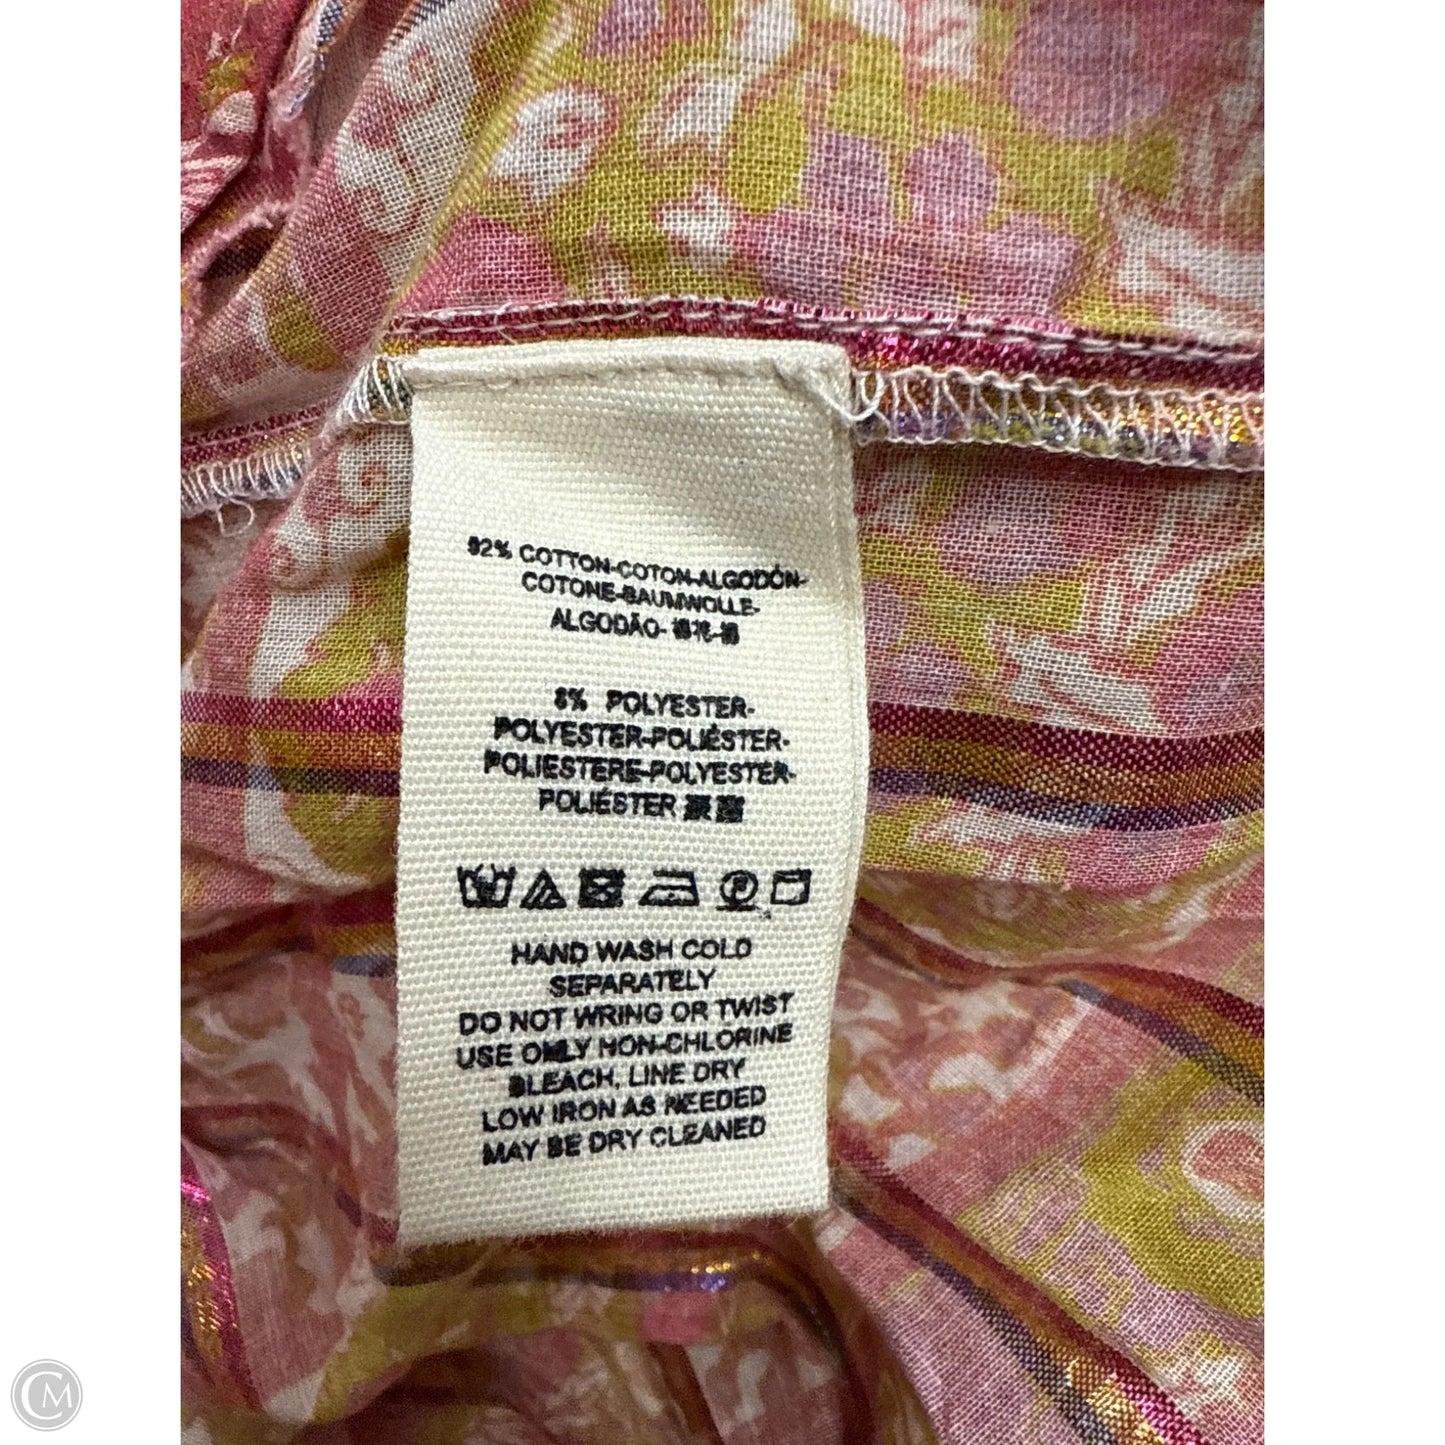 92% COTTON-COTON-ALGODÓN-
COTONE-BAUMWOLLE-
ALGODÃO-
8% POLYESTER-
POLYESTER-POLIÉSTER-
POLIESTERE-POLYESTER-
POLIÉSTER
P
HAND WASH COLD
SEPARATELY
DO NOT WRING OR TWIST
USE ONLY NON-CHLORINE
BLEACH, LINE DRY
LOW IRON AS NEEDED
MAY BE DRY CLEANED
CM